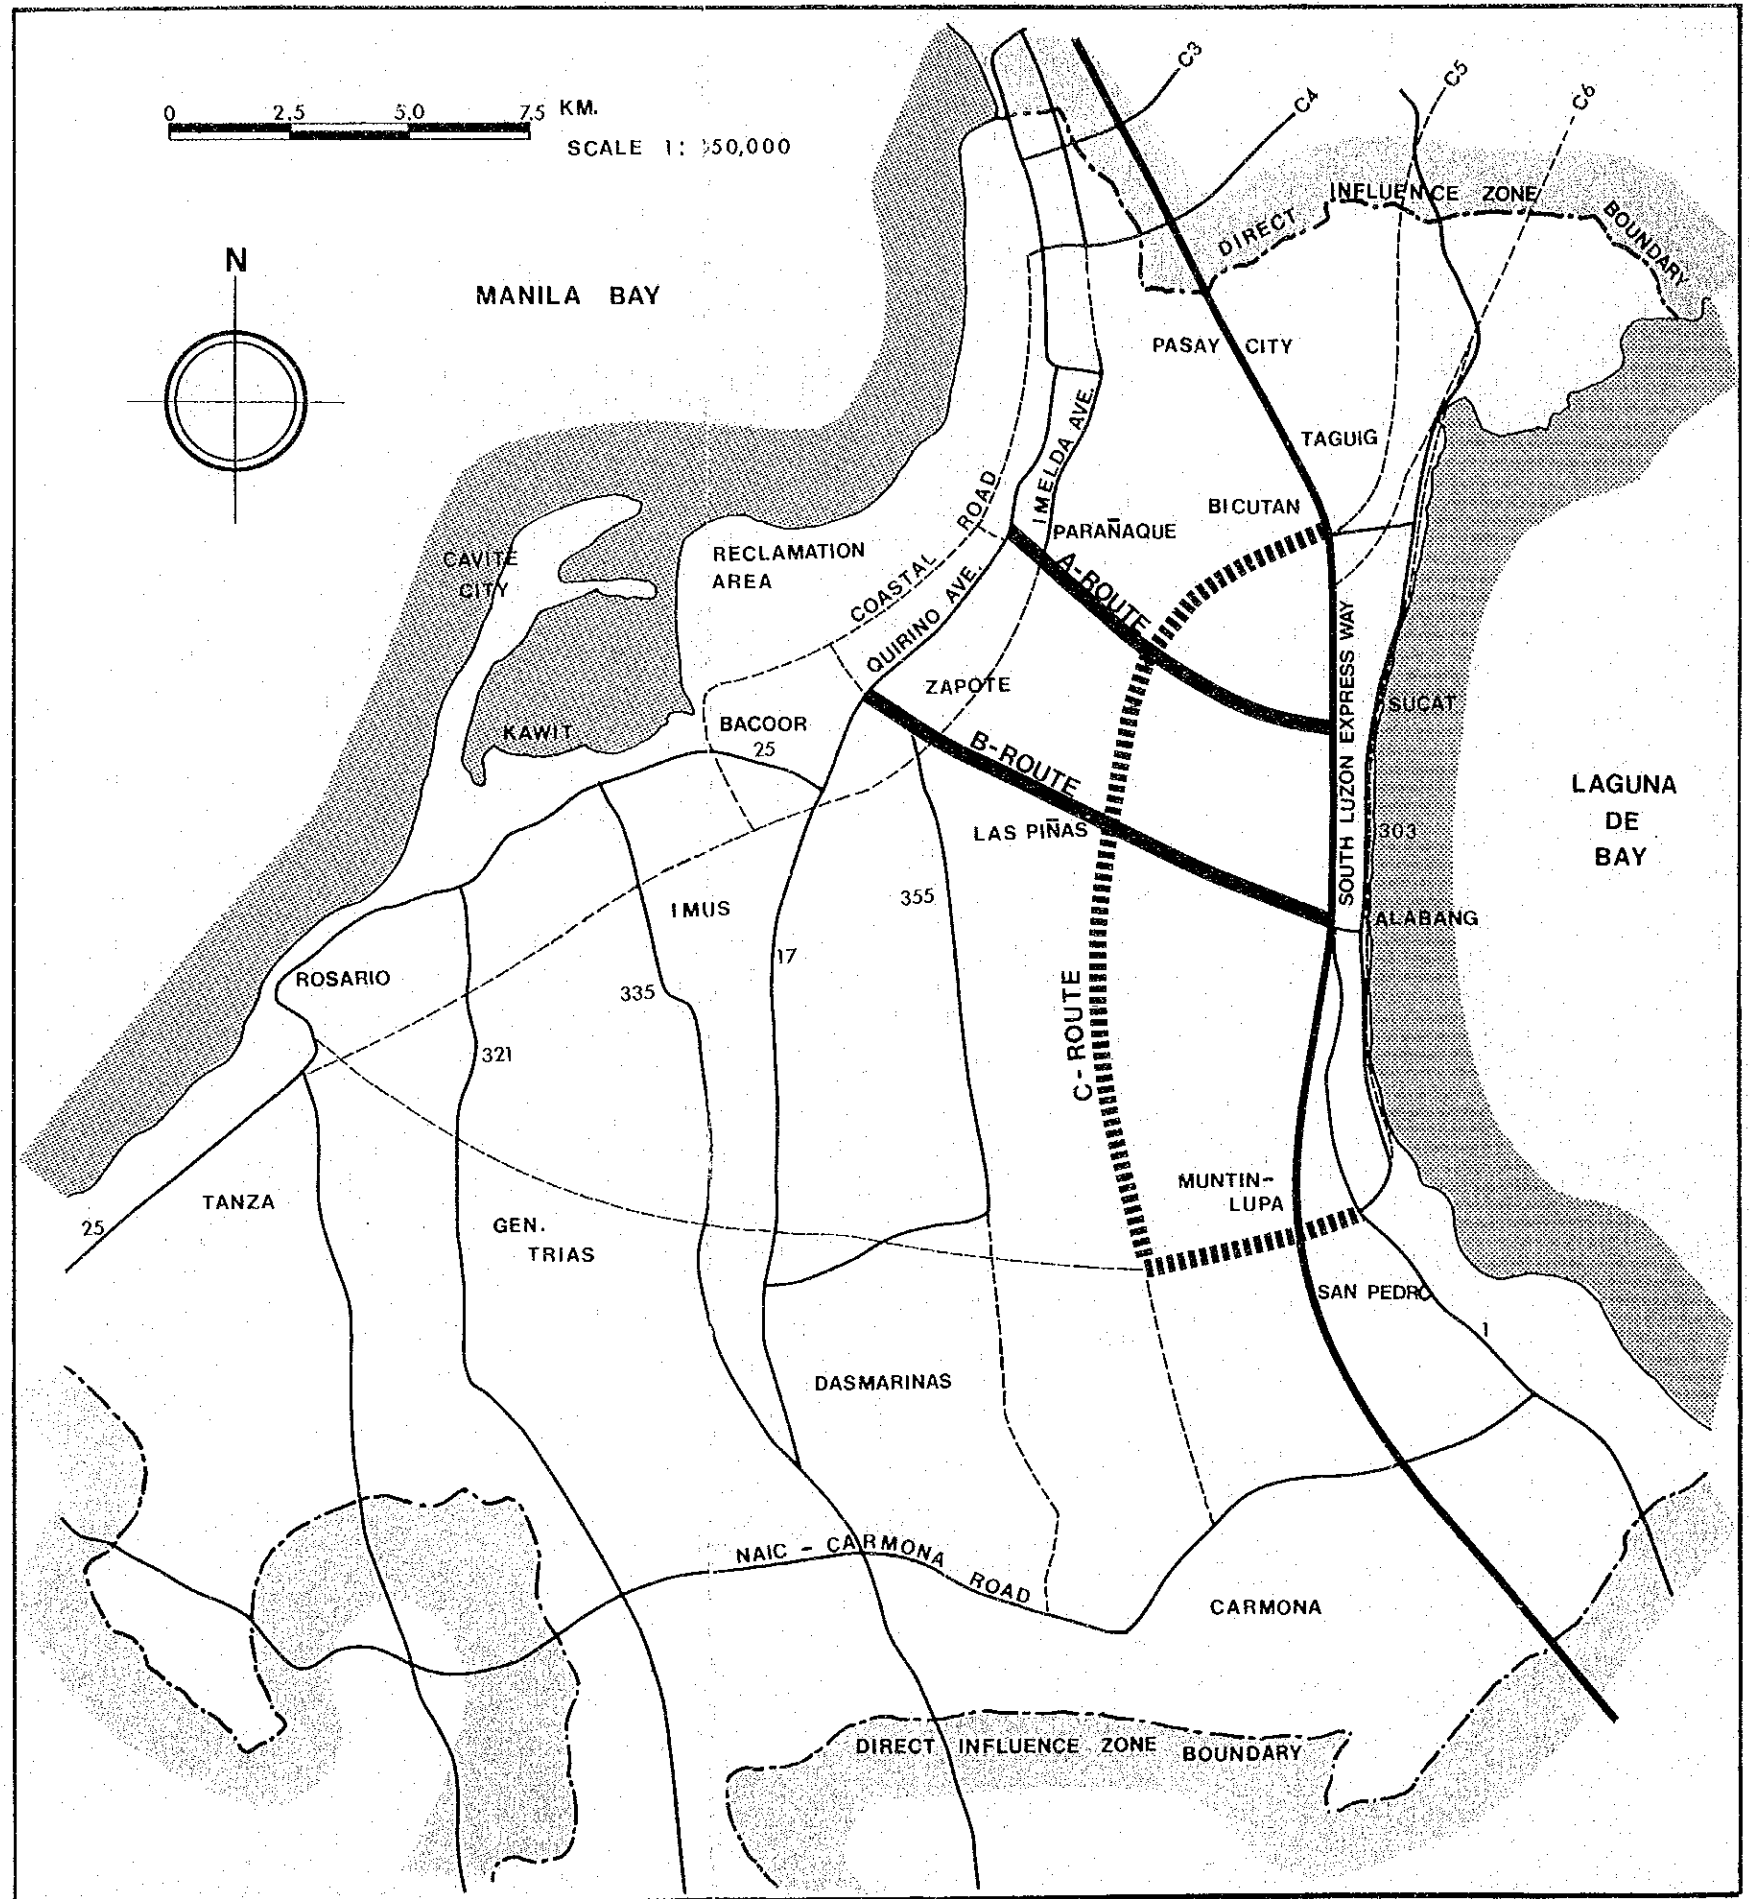 C3
C4
C5
C6
0 2.5 5.0 7.5 KM.
SCALE 1: 50,000
INFLUENCE ZONE
DIRECT
BOUNDARY
N
MANILA BAY
PASAY CITY
TAGUIG
IMELDA AVE.
BICUTAN
ROAD
PARAÑAQUE
RECLAMATION
AREA
CAVITE
CITY
COASTAL
A-ROUTE
QUIRINO AVE.
SOUTH LUZON EXPRESS WAY
ZAPOTE
SUCAT
KAWIT
BACOOR
25
B-ROUTE
LAGUNA
DE
BAY
LAS PIÑAS
303
355
IMUS
ALABANG
17
ROSARIO
335
C-ROUTE
321
MUNTIN-
LUPA
TANZA
25
GEN.
TRIAS
SAN PEDRO
1
DASMARINAS
NAIC - CARMONA
ROAD
CARMONA
DIRECT INFLUENCE ZONE BOUNDARY